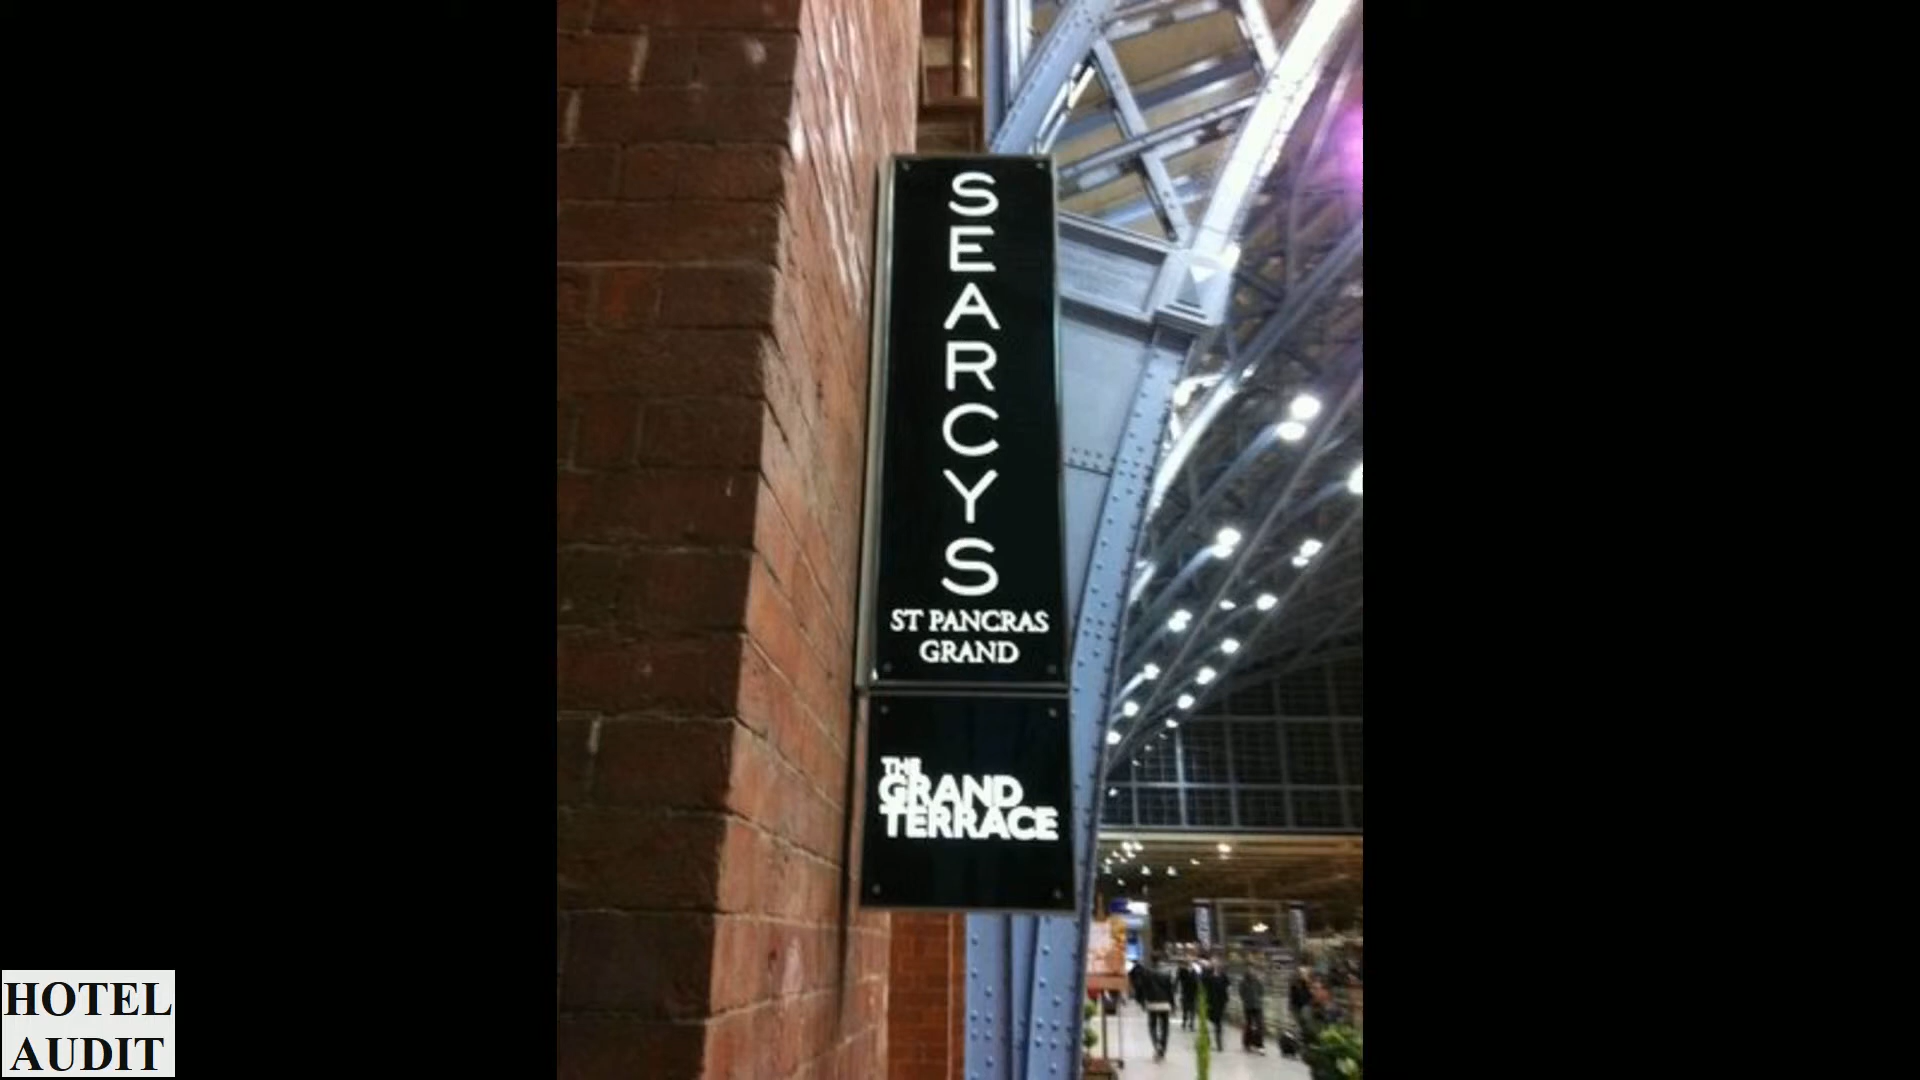 SEARCYS
ST PANCRAS
GRAND
THE
GRAND
TERRACE
HOTEL
AUDIT